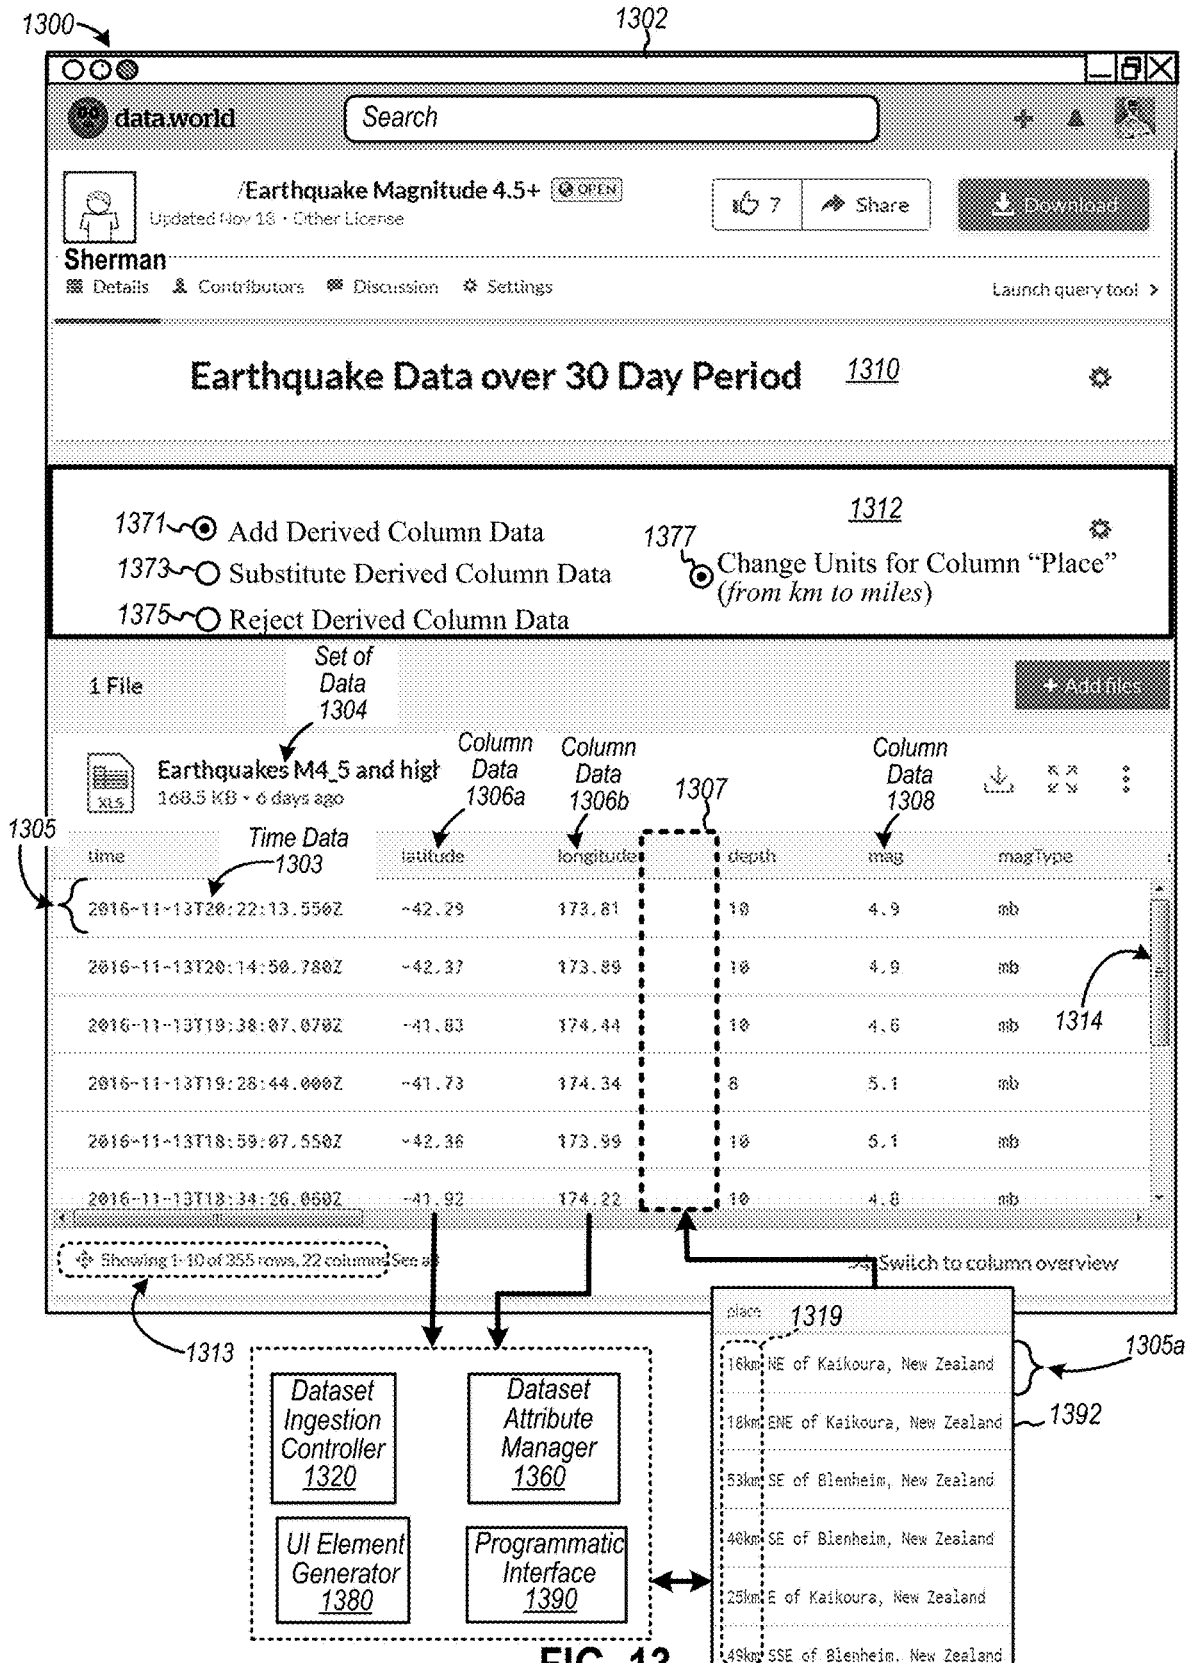 1300
1302
data.world
Search
/Earthquake Magnitude 4.5+ OPEN
Updated Nov 13 • Other License
7
Share
Download
Sherman
Details Contributors Discussion Settings
Launch query tool >
Earthquake Data over 30 Day Period
1310
1371
Add Derived Column Data
1312
1373
Substitute Derived Column Data
1375
Reject Derived Column Data
1377
Change Units for Column “Place”
(from km to miles)
1 File
Set of
Data
1304
+ Add files
XLS
Earthquakes M4_5 and high
168.5 KB • 6 days ago
Column
Data
1306a
Column
Data
1306b
1307
Column
Data
1308
1305
Time Data
1303
time latitude longitude depth mag magType
2016-11-13T20:22:13.550Z -42.29 173.81 10 4.9 mb
2016-11-13T20:14:50.780Z -42.37 173.89 10 4.9 mb
2016-11-13T19:38:07.070Z -41.83 174.44 10 4.6 mb
2016-11-13T19:28:44.000Z -41.73 174.34 8 5.1 mb
2016-11-13T18:59:07.550Z -42.36 173.99 10 5.1 mb
2016-11-13T18:34:26.060Z -41.92 174.22 10 4.8 mb
1314
Showing 1-10 of 355 rows, 22 columns See all
Switch to column overview
1313
Dataset
Ingestion
Controller
1320
Dataset
Attribute
Manager
1360
UI Element
Generator
1380
Programmatic
Interface
1390
place
1319
16km NE of Kaikoura, New Zealand
1305a
18km ENE of Kaikoura, New Zealand
1392
53km SE of Blenheim, New Zealand
40km SE of Blenheim, New Zealand
25km E of Kaikoura, New Zealand
49km SSE of Blenheim, New Zealand
FIG. 13